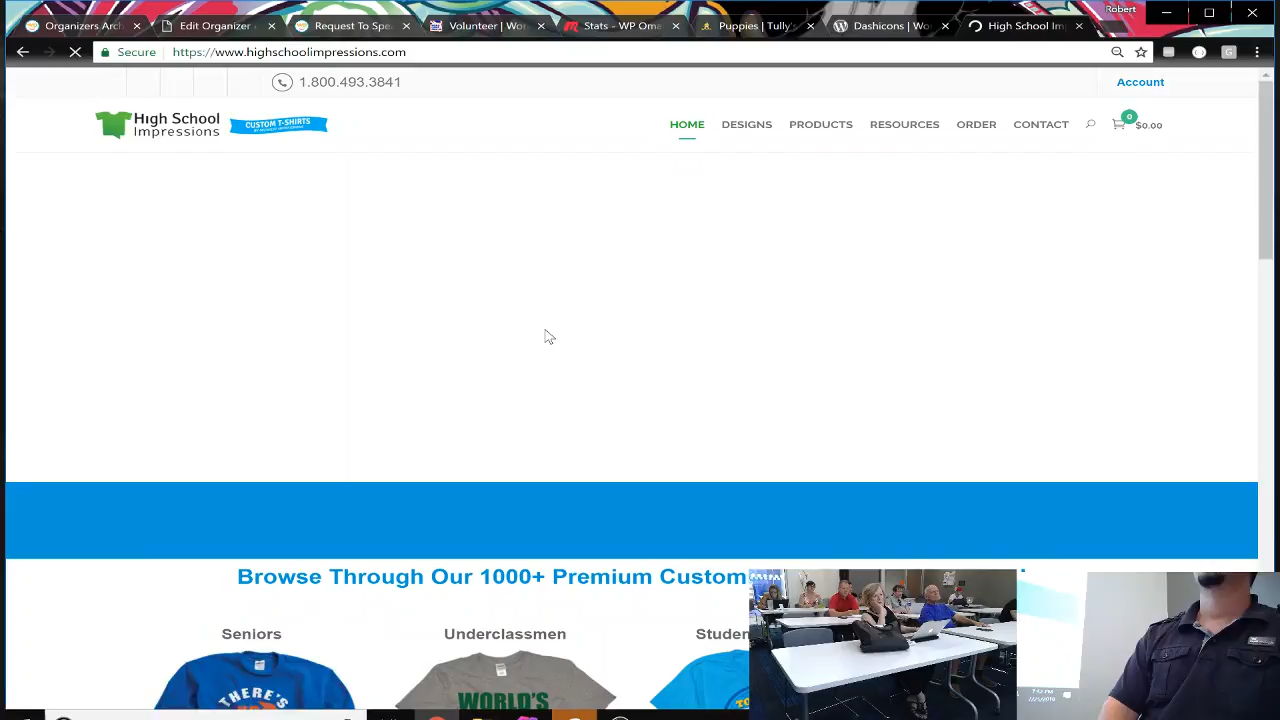 Robert
Organizers Arch
Edit Organizer
Request To Spe
Volunteer | Wor
Stats - WP Ome
Puppies | Tully's
Dashicons | Wo
High School Im
Secure
https://www.highschoolimpressions.com
G
1.800.493.3841
Account
High School
Impressions
CUSTOM T-SHIRTS
HOME
DESIGNS
PRODUCTS
RESOURCES
ORDER
CONTACT
0
$0.00
Browse Through Our 1000+ Premium Custom
Seniors
Underclassmen
Studen
THERE'S
WORLD'S
TO